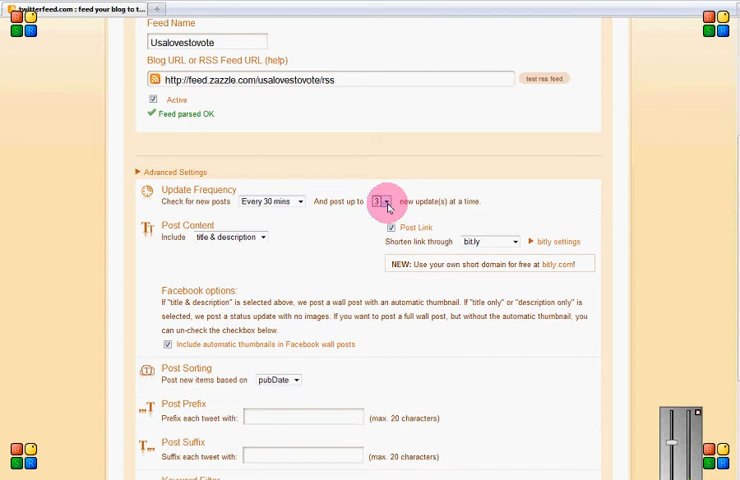 twitterfeed.com : feed your blog to t...
Feed Name
Usalovestovote
Blog URL or RSS Feed URL (help)
http://feed.zazzle.com/usalovestovote/rss
test rss feed
Active
Feed parsed OK
Advanced Settings
Update Frequency
Check for new posts Every 30 mins And post up to 3 new update(s) at a time.
Post Content
Include title & description
Post Link
Shorten link through bit.ly bitly settings
NEW: Use your own short domain for free at bitly.com!
Facebook options:
If "title & description" is selected above, we post a wall post with an automatic thumbnail. If "title only" or "description only" is
selected, we post a status update with no images. If you want to post a full wall post, but without the automatic thumbnail, you
can un-check the checkbox below.
Include automatic thumbnails in Facebook wall posts
Post Sorting
Post new items based on pubDate
Post Prefix
Prefix each tweet with: (max. 20 characters)
Post Suffix
Suffix each tweet with: (max. 20 characters)
Keyword Filter